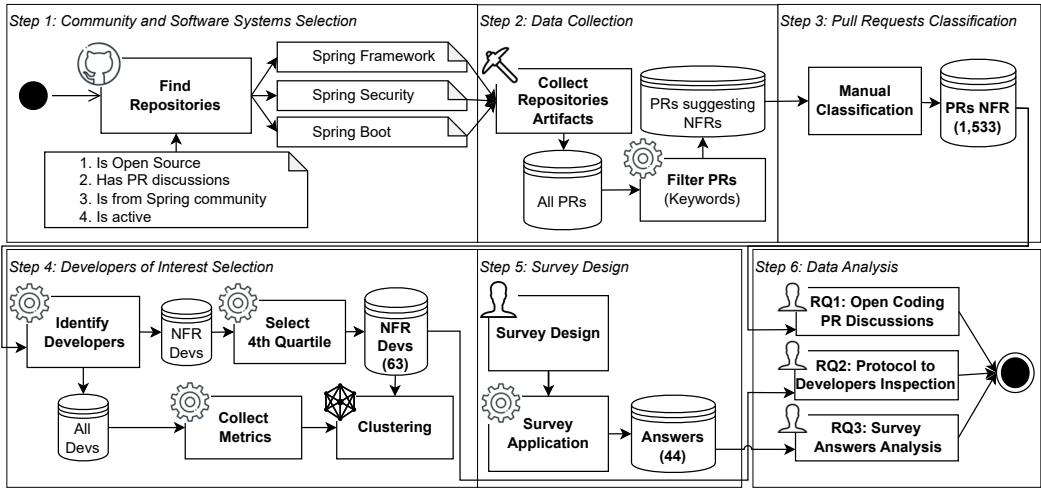 Step 1: Community and Software Systems Selection
Find
Repositories
Spring Framework
Spring Security
Spring Boot
1. Is Open Source
2. Has PR discussions
3. Is from Spring community
4. Is active
Step 2: Data Collection
Collect
Repositories
Artifacts
All PRs
PRs suggesting
NFRs
Filter PRs
(Keywords)
Step 3: Pull Requests Classification
Manual
Classification
PRs NFR
(1,533)
Step 4: Developers of Interest Selection
Identify
Developers
NFR
Devs
Select
4th Quartile
NFR
Devs
(63)
All
Devs
Collect
Metrics
Clustering
Step 5: Survey Design
Survey Design
Survey
Application
Answers
(44)
Step 6: Data Analysis
RQ1: Open Coding
PR Discussions
RQ2: Protocol to
Developers Inspection
RQ3: Survey
Answers Analysis